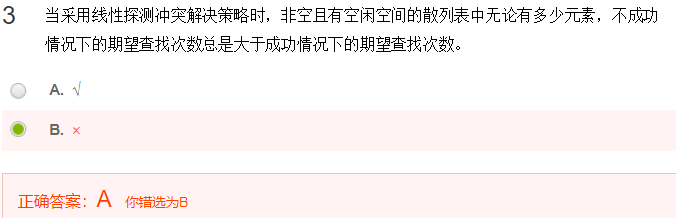 3 当采用线性探测冲突解决策略时，非空且有空闲空间的散列表中无论有多少元素，不成功
情况下的期望查找次数总是大于成功情况下的期望查找次数。
A. √
B. ×
正确答案：A 你错选为B